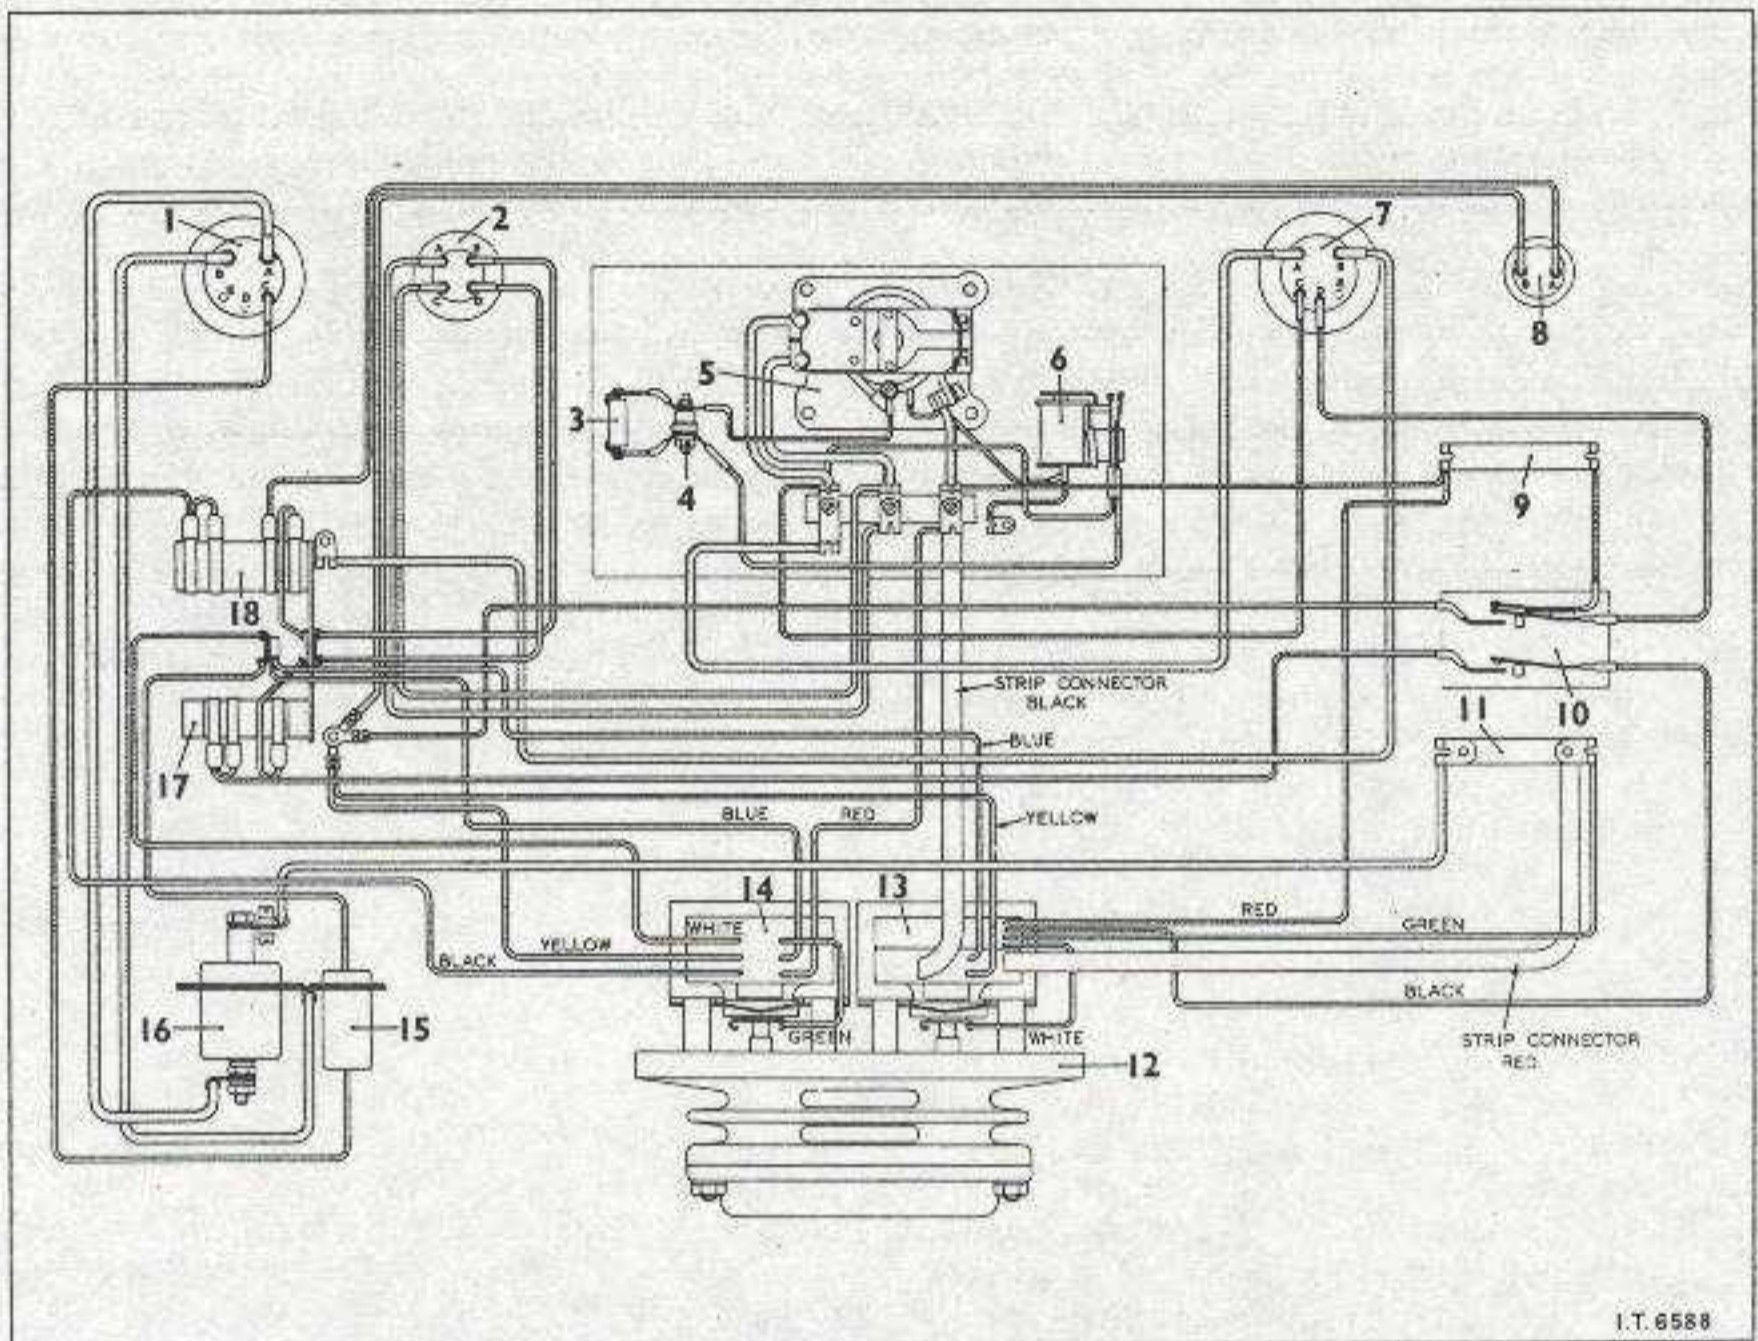 1
2
7
A B
C D
A B
C D
8
5
6
3
4
9
18
STRIP CONNECTOR
BLACK
11
10
BLUE
17
BLUE
RED
YELLOW
14
13
RED
WHITE
GREEN
YELLOW
BLACK
BLACK
16
15
GREEN
WHITE
STRIP CONNECTOR
RED
12
I.T. 6588